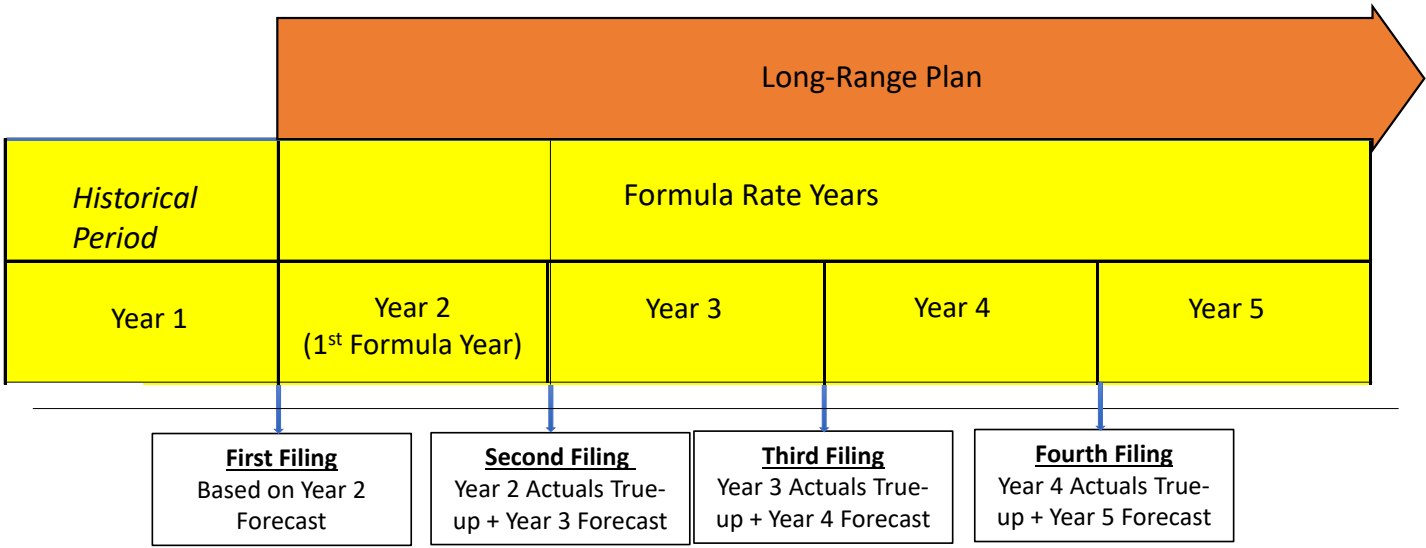 Long-Range Plan
Historical
Period
Formula Rate Years
Year 1
Year 2
(1st Formula Year)
Year 3
Year 4
Year 5
First Filing
Based on Year 2
Forecast
Second Filing
Year 2 Actuals True-
up + Year 3 Forecast
Third Filing
Year 3 Actuals True-
up + Year 4 Forecast
Fourth Filing
Year 4 Actuals True-
up + Year 5 Forecast